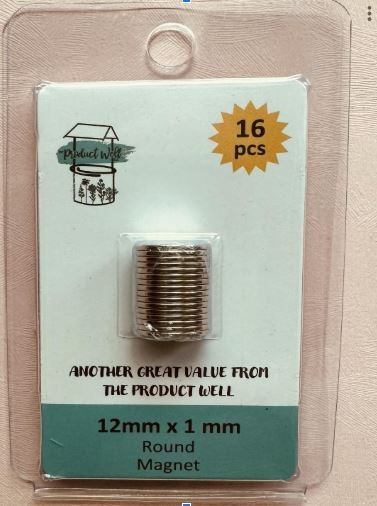 Product Well
16
pcs
ANOTHER GREAT VALUE FROM
THE PRODUCT WELL
12mm x 1 mm
Round
Magnet